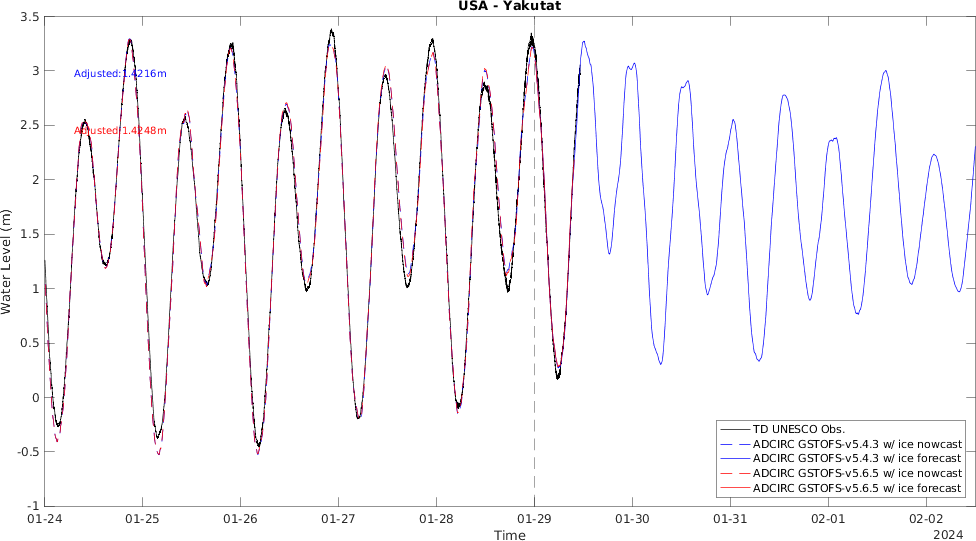 USA - Yakutat
3.5
3
2.5
2
1.5
1
0.5
0
-0.5
-1
Water Level (m)
Adjusted:1.4216m
Adjusted:1.4248m
TD UNESCO Obs.
ADCIRC GSTOFS-v5.4.3 w/ ice nowcast
ADCIRC GSTOFS-v5.4.3 w/ ice forecast
ADCIRC GSTOFS-v5.6.5 w/ ice nowcast
ADCIRC GSTOFS-v5.6.5 w/ ice forecast
01-24 01-25 01-26 01-27 01-28 01-29 01-30 01-31 02-01 02-02
Time
2024